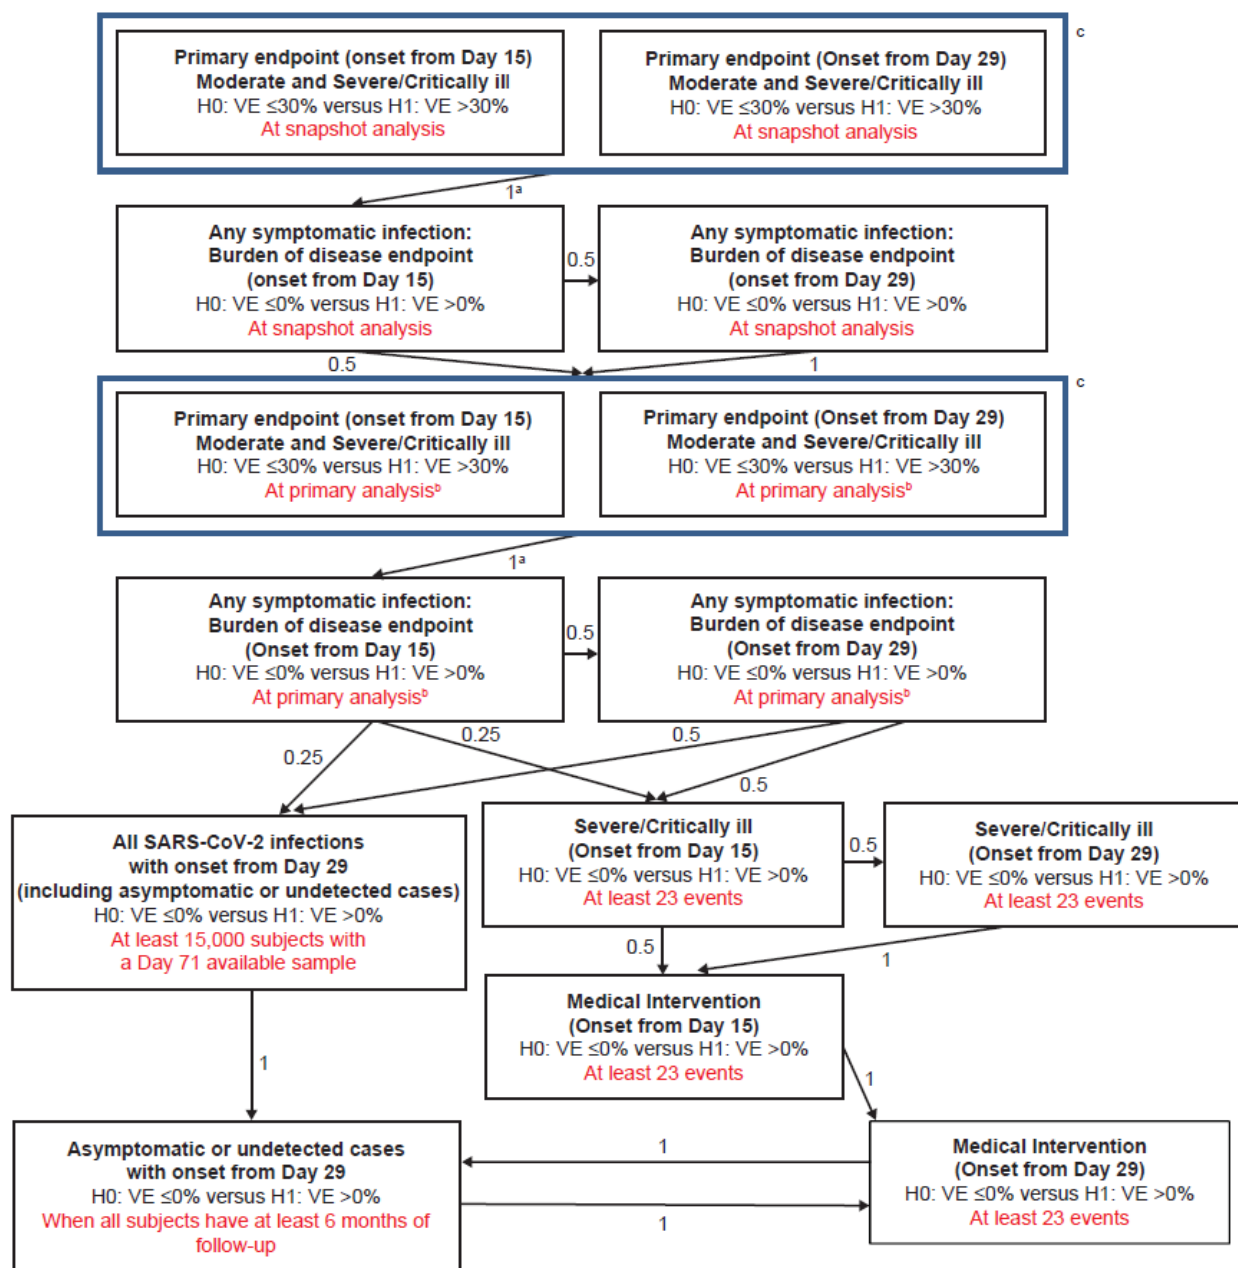 c
Primary endpoint (onset from Day 15)
Moderate and Severe/Critically ill
H0: VE ≤30% versus H1: VE >30%
At snapshot analysis
Primary endpoint (Onset from Day 29)
Moderate and Severe/Critically ill
H0: VE ≤30% versus H1: VE >30%
At snapshot analysis
1ᵃ
Any symptomatic infection:
Burden of disease endpoint
(onset from Day 15)
H0: VE ≤0% versus H1: VE >0%
At snapshot analysis
0.5
Any symptomatic infection:
Burden of disease endpoint
(onset from Day 29)
H0: VE ≤0% versus H1: VE >0%
At snapshot analysis
0.5
1
c
Primary endpoint (onset from Day 15)
Moderate and Severe/Critically ill
H0: VE ≤30% versus H1: VE >30%
At primary analysisᵇ
Primary endpoint (Onset from Day 29)
Moderate and Severe/Critically ill
H0: VE ≤30% versus H1: VE >30%
At primary analysisᵇ
1ᵃ
Any symptomatic infection:
Burden of disease endpoint
(Onset from Day 15)
H0: VE ≤0% versus H1: VE >0%
At primary analysisᵇ
0.5
Any symptomatic infection:
Burden of disease endpoint
(Onset from Day 29)
H0: VE ≤0% versus H1: VE >0%
At primary analysisᵇ
0.25
0.25
0.5
0.5
All SARS-CoV-2 infections
with onset from Day 29
(including asymptomatic or undetected cases)
H0: VE ≤0% versus H1: VE >0%
At least 15,000 subjects with
a Day 71 available sample
Severe/Critically ill
(Onset from Day 15)
H0: VE ≤0% versus H1: VE >0%
At least 23 events
0.5
Severe/Critically ill
(Onset from Day 29)
H0: VE ≤0% versus H1: VE >0%
At least 23 events
0.5
1
Medical Intervention
(Onset from Day 15)
H0: VE ≤0% versus H1: VE >0%
At least 23 events
1
1
Asymptomatic or undetected cases
with onset from Day 29
H0: VE ≤0% versus H1: VE >0%
When all subjects have at least 6 months of
follow-up
1
1
Medical Intervention
(Onset from Day 29)
H0: VE ≤0% versus H1: VE >0%
At least 23 events